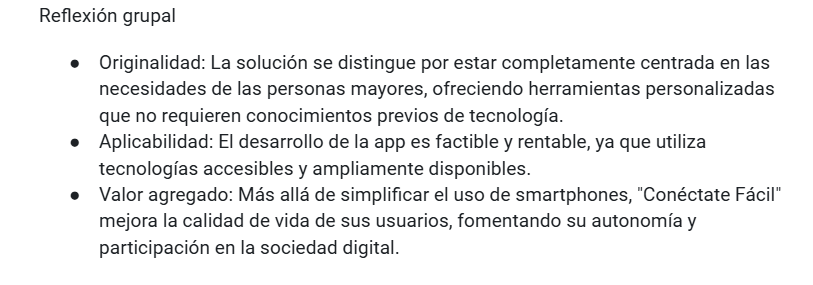 Reflexión grupal
● Originalidad: La solución se distingue por estar completamente centrada en las
necesidades de las personas mayores, ofreciendo herramientas personalizadas
que no requieren conocimientos previos de tecnología.
● Aplicabilidad: El desarrollo de la app es factible y rentable, ya que utiliza
tecnologías accesibles y ampliamente disponibles.
● Valor agregado: Más allá de simplificar el uso de smartphones, "Conéctate Fácil"
mejora la calidad de vida de sus usuarios, fomentando su autonomía y
participación en la sociedad digital.